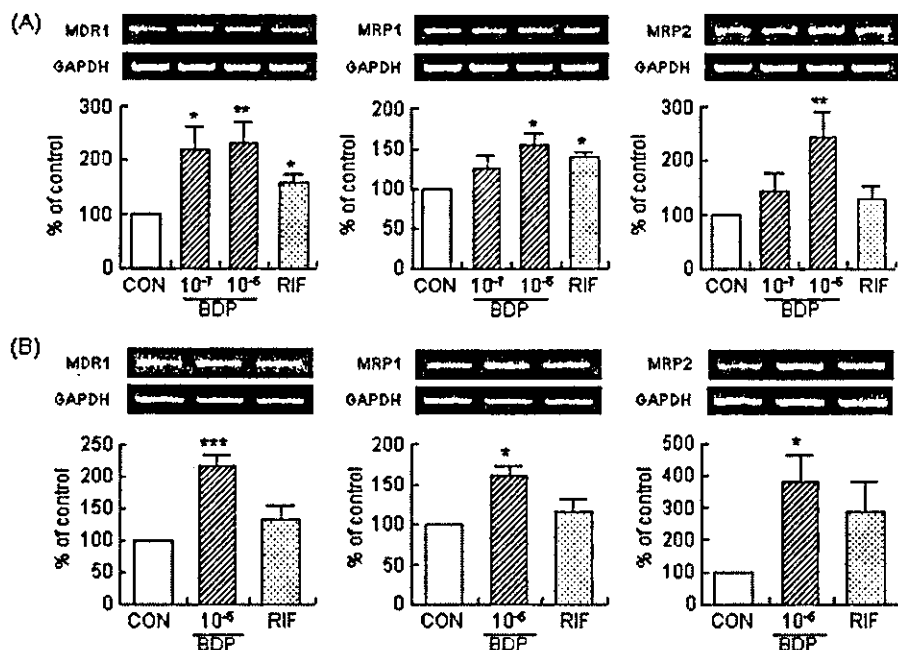 (A)
MDR1
GAPDH
MRP1
GAPDH
MRP2
GAPDH
% of control
300
200
100
0
*
**
*
CON 10⁻⁷ 10⁻⁶ RIF
BDP
% of control
200
150
100
50
0
*
*
CON 10⁻⁷ 10⁻⁶ RIF
BDP
% of control
300
200
100
0
**
CON 10⁻⁷ 10⁻⁶ RIF
BDP
(B)
MDR1
GAPDH
MRP1
GAPDH
MRP2
GAPDH
% of control
250
200
150
100
50
0
***
CON 10⁻⁶ RIF
BDP
% of control
200
150
100
50
0
*
CON 10⁻⁶ RIF
BDP
% of control
500
400
300
200
100
0
*
CON 10⁻⁶ RIF
BDP